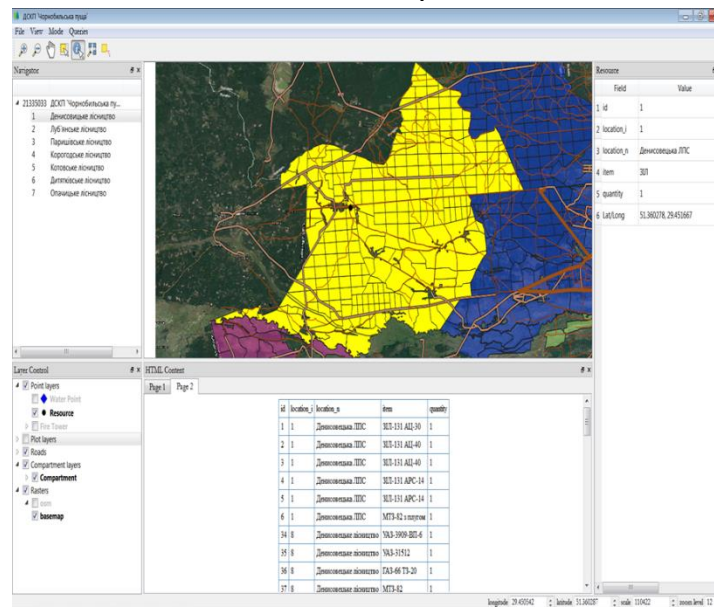 ДСКП 'Чорнобильська пуща'
File View Mode Queries
Navigator
21335033 ДСКП 'Чорнобильська пу...
1 Денисовицьке лісництво
2 Луб'янське лісництво
3 Паришівське лісництво
4 Корогодське лісництво
5 Котовське лісництво
6 Дитятківське лісництво
7 Опачицьке лісництво
Resource
Field Value
1 id 1
2 location_i 1
3 location_n Денисовецька ЛПС
4 item ЗІЛ
5 quantity 1
6 Lat/Long 51.360278, 29.451667
Layer Control
Point layers
Water Point
Resource
Fire Tower
Plot layers
Roads
Compartment layers
Compartment
Rasters
basemap
HTML Content
Page 1 Page 2
id location_i location_n item quantity
1 1 Денисовецька ЛПС ЗІЛ-131 АЦ-30 1
2 1 Денисовецька ЛПС ЗІЛ-131 АЦ-40 1
3 1 Денисовецька ЛПС ЗІЛ-131 АЦ-40 1
4 1 Денисовецька ЛПС ЗІЛ-131 АРС-14 1
5 1 Денисовецька ЛПС ЗІЛ-131 АРС-14 1
6 1 Денисовецька ЛПС МТЗ-82 з плугом 1
34 8 Денисовецьке лісництво УАЗ-3909-ВП-6 1
35 8 Денисовецьке лісництво УАЗ-31512 1
36 8 Денисовецьке лісництво ГАЗ-66 ТЗ-20 1
37 8 Денисовецьке лісництво МТЗ-82 1
longitude 29.450542 latitude 51.360287 scale 110422 zoom level 12